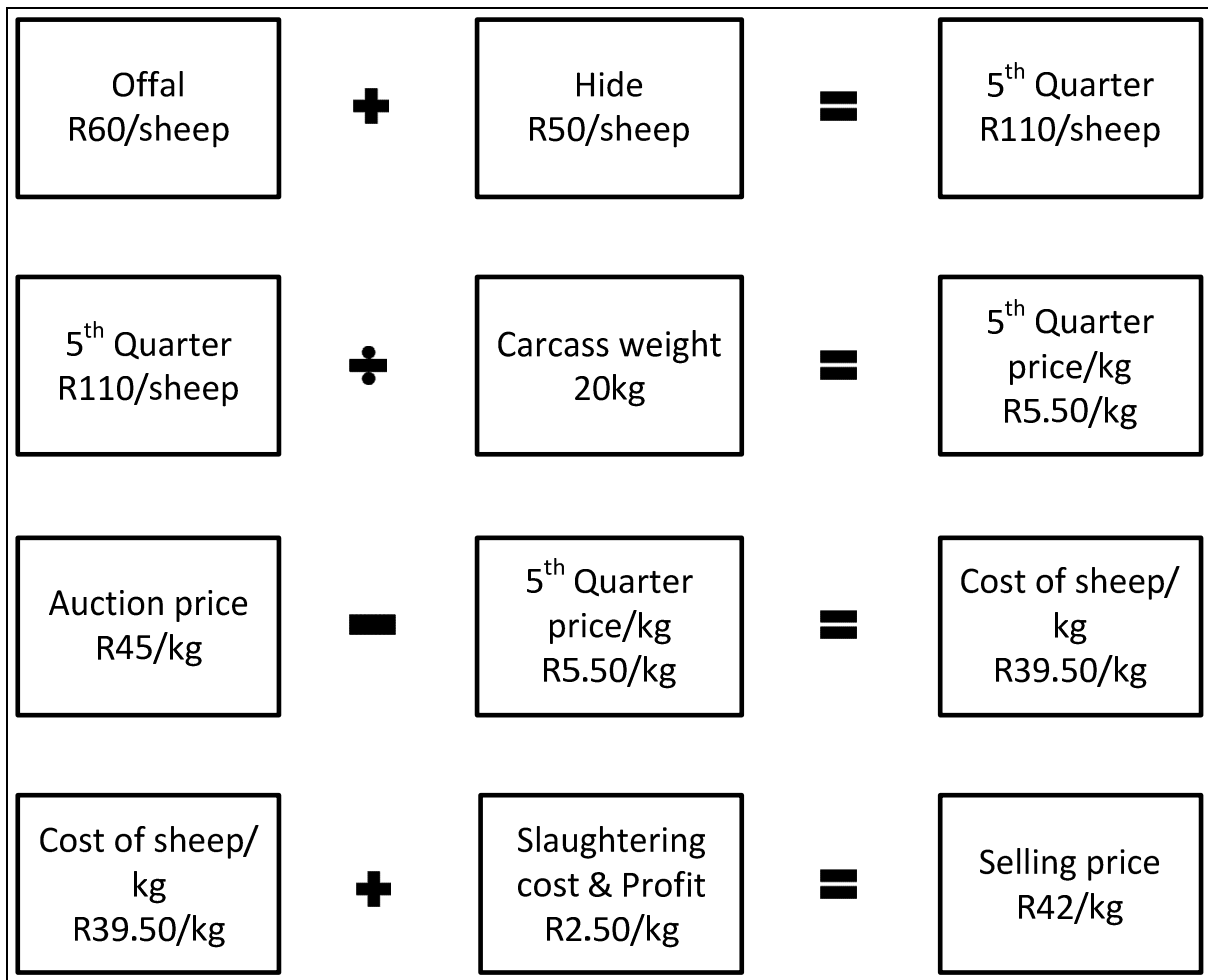 Offal
R60/sheep
+
Hide
R50/sheep
=
5th Quarter
R110/sheep
5th Quarter
R110/sheep
÷
Carcass weight
20kg
=
5th Quarter
price/kg
R5.50/kg
Auction price
R45/kg
-
5th Quarter
price/kg
R5.50/kg
=
Cost of sheep/
kg
R39.50/kg
Cost of sheep/
kg
R39.50/kg
+
Slaughtering
cost & Profit
R2.50/kg
=
Selling price
R42/kg